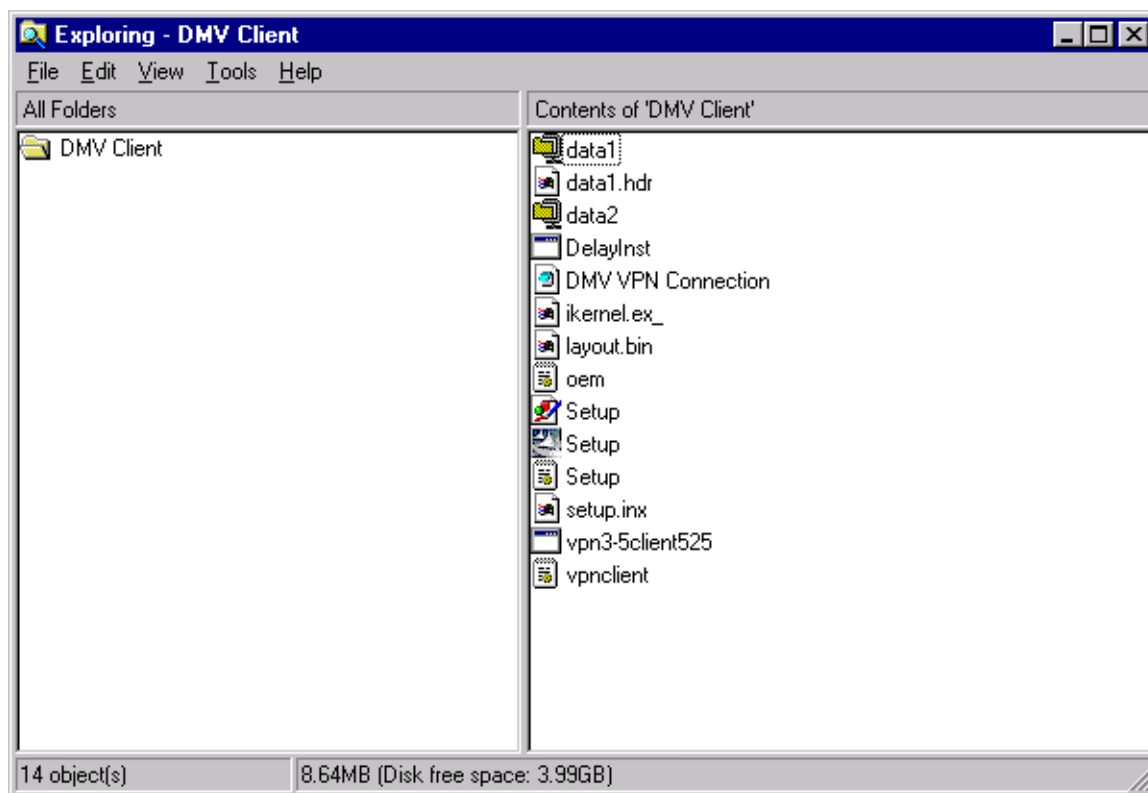 Exploring - DMV Client
File Edit View Tools Help
All Folders
Contents of 'DMV Client'
DMV Client
data1
data1.hdr
data2
DelayInst
DMV VPN Connection
ikernel.ex_
layout.bin
oem
Setup
Setup
Setup
setup.inx
vpn3-5client525
vpnclient
14 object(s)
8.64MB (Disk free space: 3.99GB)